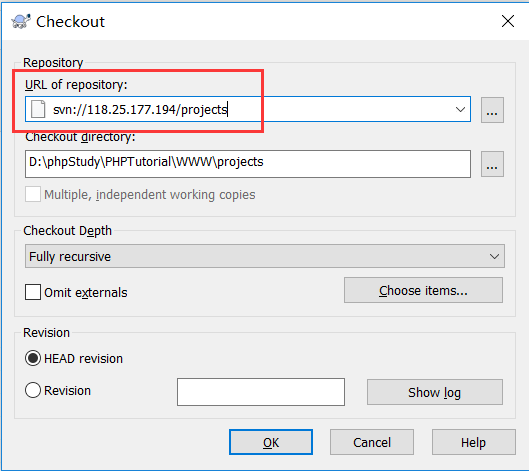 Checkout
Repository
URL of repository:
svn://118.25.177.194/projects
...
Checkout directory:
D:\phpStudy\PHPTutorial\WWW\projects
...
Multiple, independent working copies
Checkout Depth
Fully recursive
Omit externals
Choose items...
Revision
HEAD revision
Revision
Show log
OK
Cancel
Help